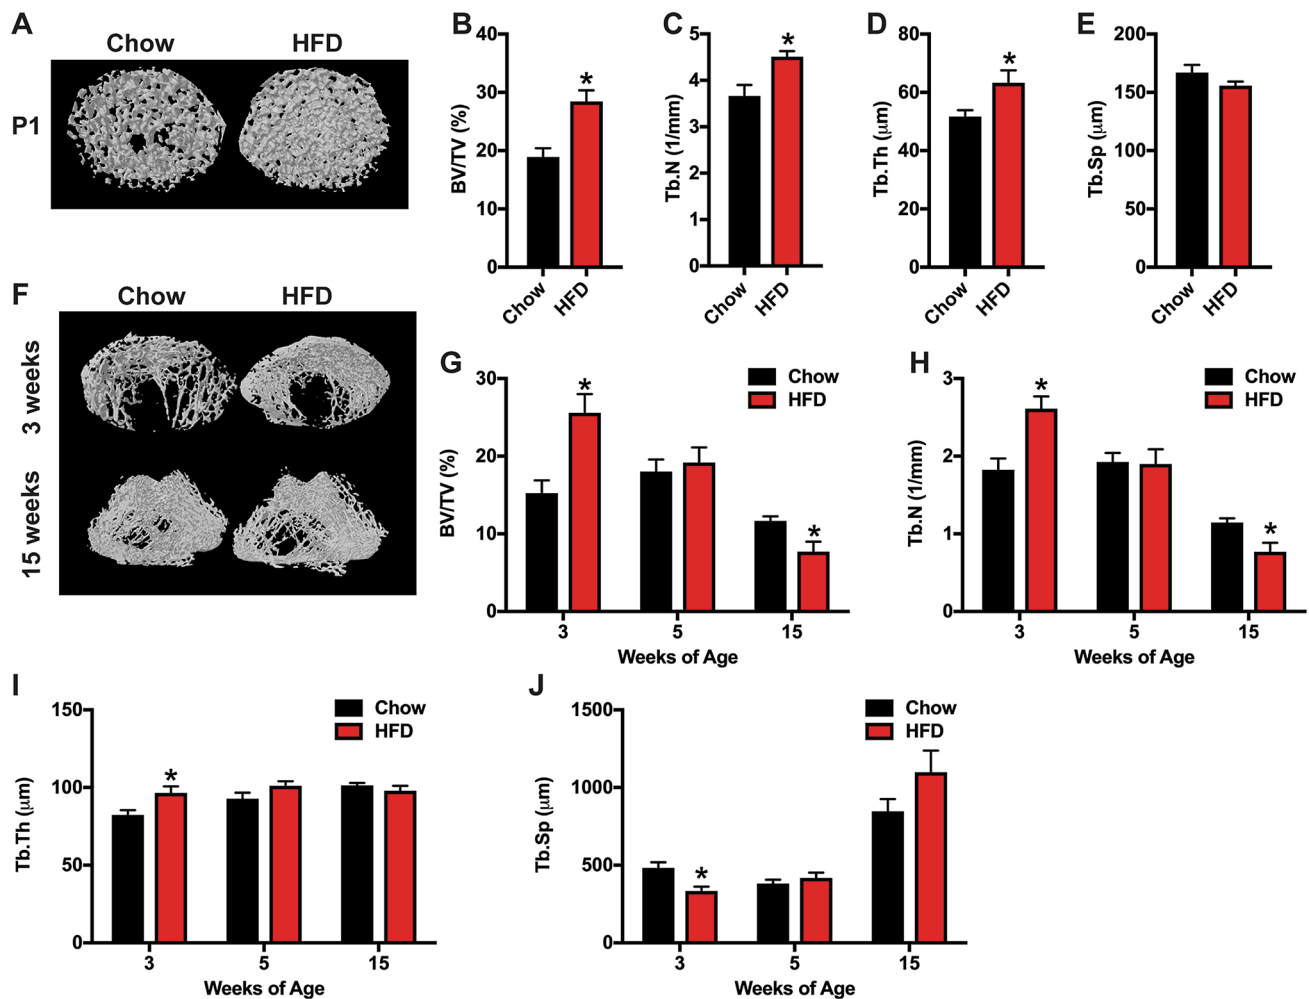 A
Chow HFD
P1
B
40
30
20
10
0
BV/TV (%)
*
Chow
HFD
C
5
4
3
2
1
0
Tb.N (1/mm)
*
Chow
HFD
D
80
60
40
20
0
Tb.Th (μm)
*
Chow
HFD
E
200
150
100
50
0
Tb.Sp (μm)
Chow
HFD
F
Chow HFD
3 weeks
15 weeks
G
30
20
10
0
BV/TV (%)
*
*
Chow
HFD
3 5 15
Weeks of Age
H
3
2
1
0
Tb.N (1/mm)
*
*
Chow
HFD
3 5 15
Weeks of Age
I
150
100
50
0
Tb.Th (μm)
*
Chow
HFD
3 5 15
Weeks of Age
J
1500
1000
500
0
Tb.Sp (μm)
*
Chow
HFD
3 5 15
Weeks of Age